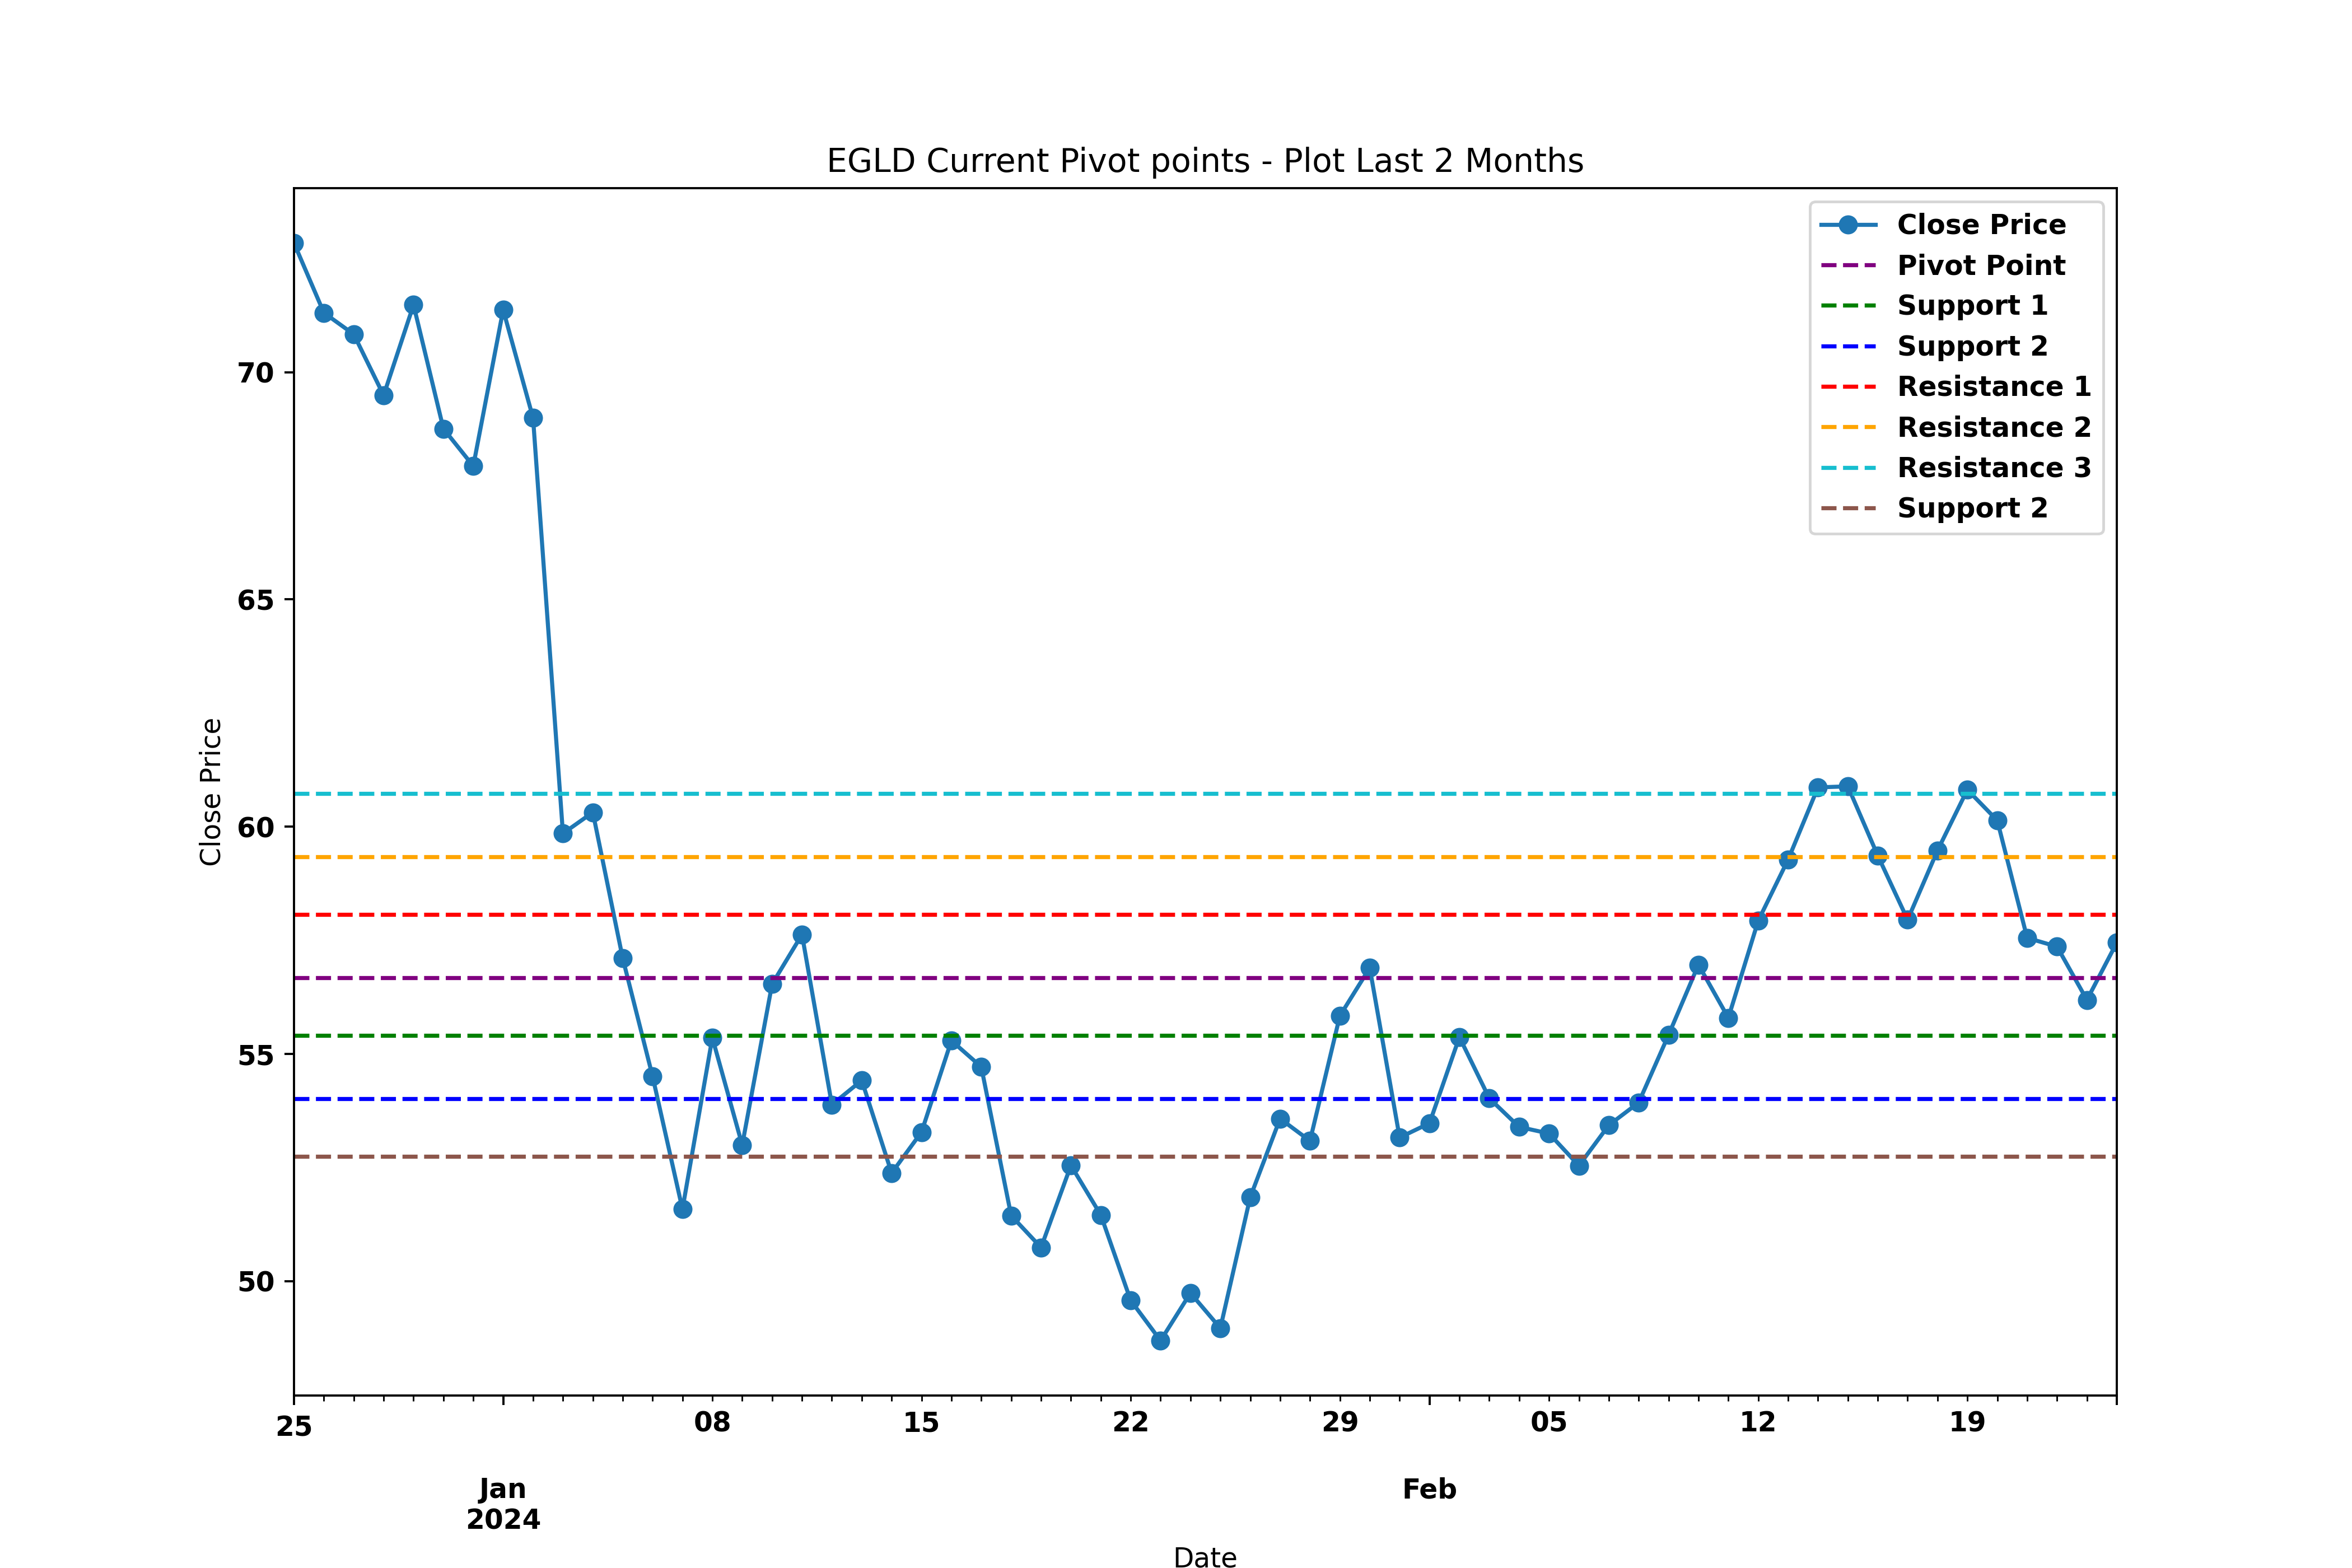 EGLD Current Pivot points - Plot Last 2 Months
Close Price
Pivot Point
Support 1
Support 2
Resistance 1
Resistance 2
Resistance 3
Support 2
Close Price
70
65
60
55
50
25 08 15 22 29 05 12 19
Jan Feb
2024
Date